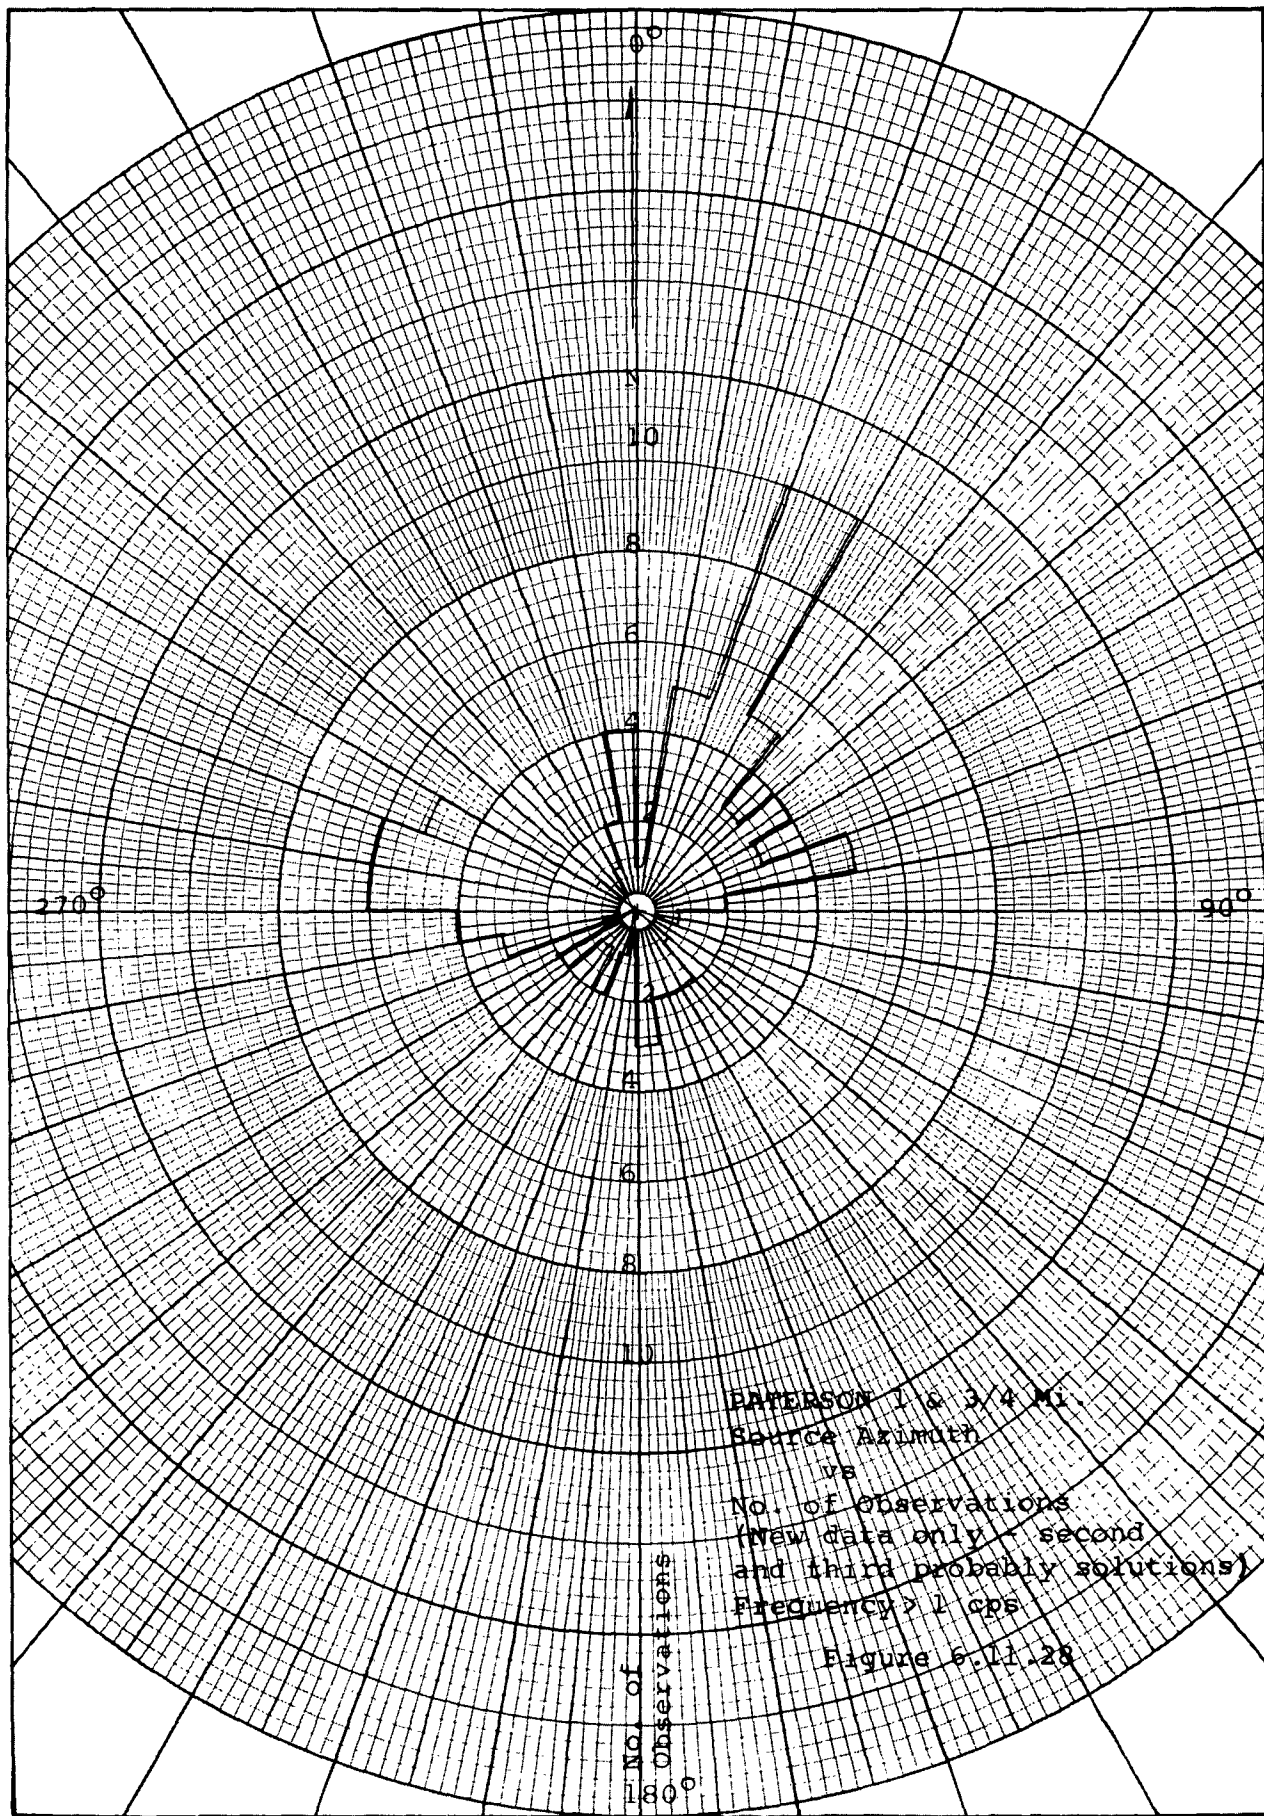 0°
N
10
8
6
4
2
270°
90°
2
4
6
8
10
PATERSON 1 & 3/4 Mi.
Source Azimuth
vs
No. of Observations
(New data only - second
and third probably solutions)
Frequency > 1 cps
Figure 6.11.28
No. of
Observations
180°